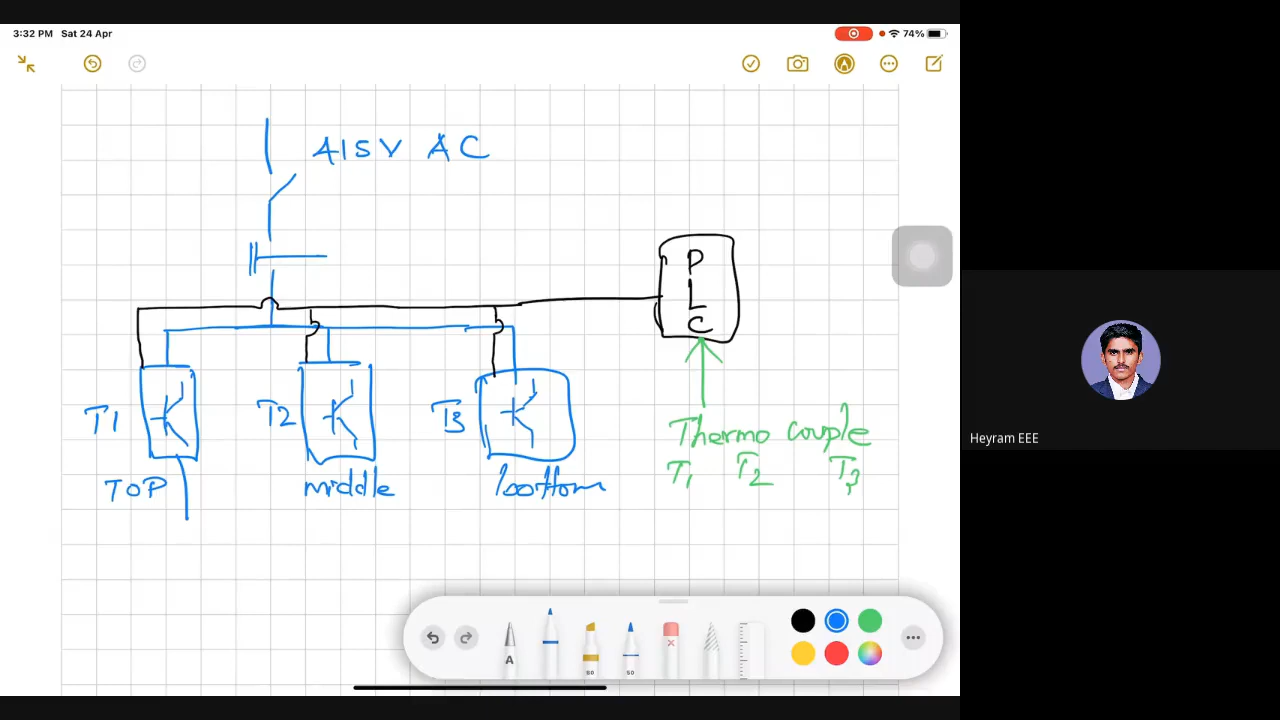 3:32 PM Sat 24 Apr
74%
415V AC
P
L
C
T1
T2
T3
Thermo couple
T1 T2 T3
TOP
middle
bottom
Heyram EEE
A